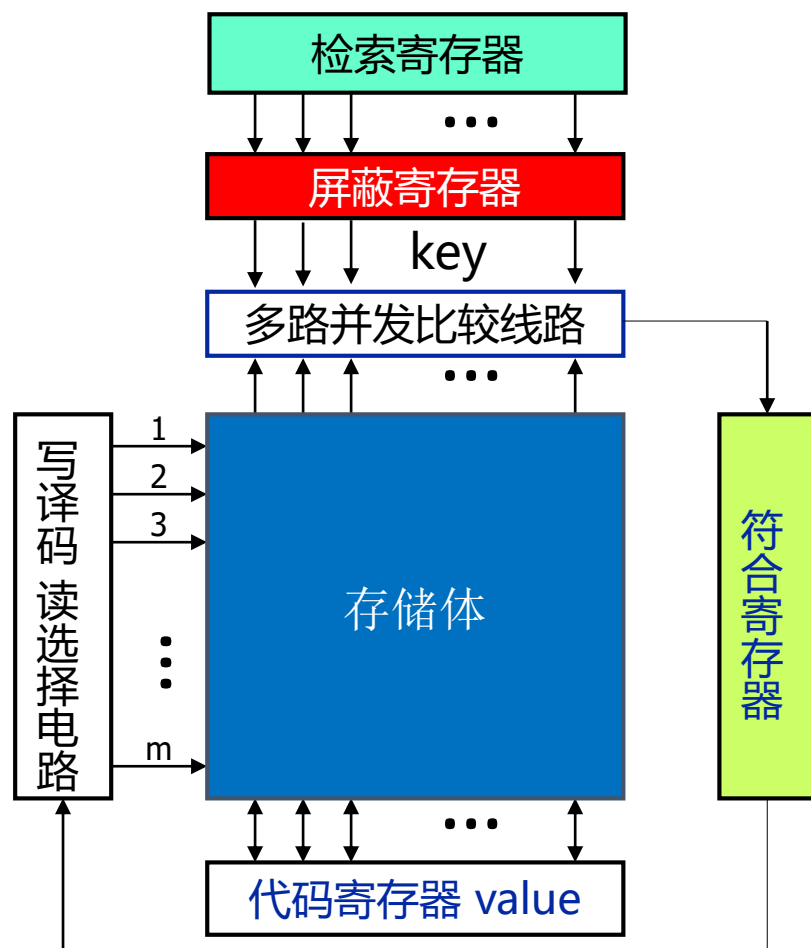 检索寄存器
...
屏蔽寄存器
key
多路并发比较线路
...
写译码 读选择电路
1
2
3
...
m
存储体
符合寄存器
...
代码寄存器 value